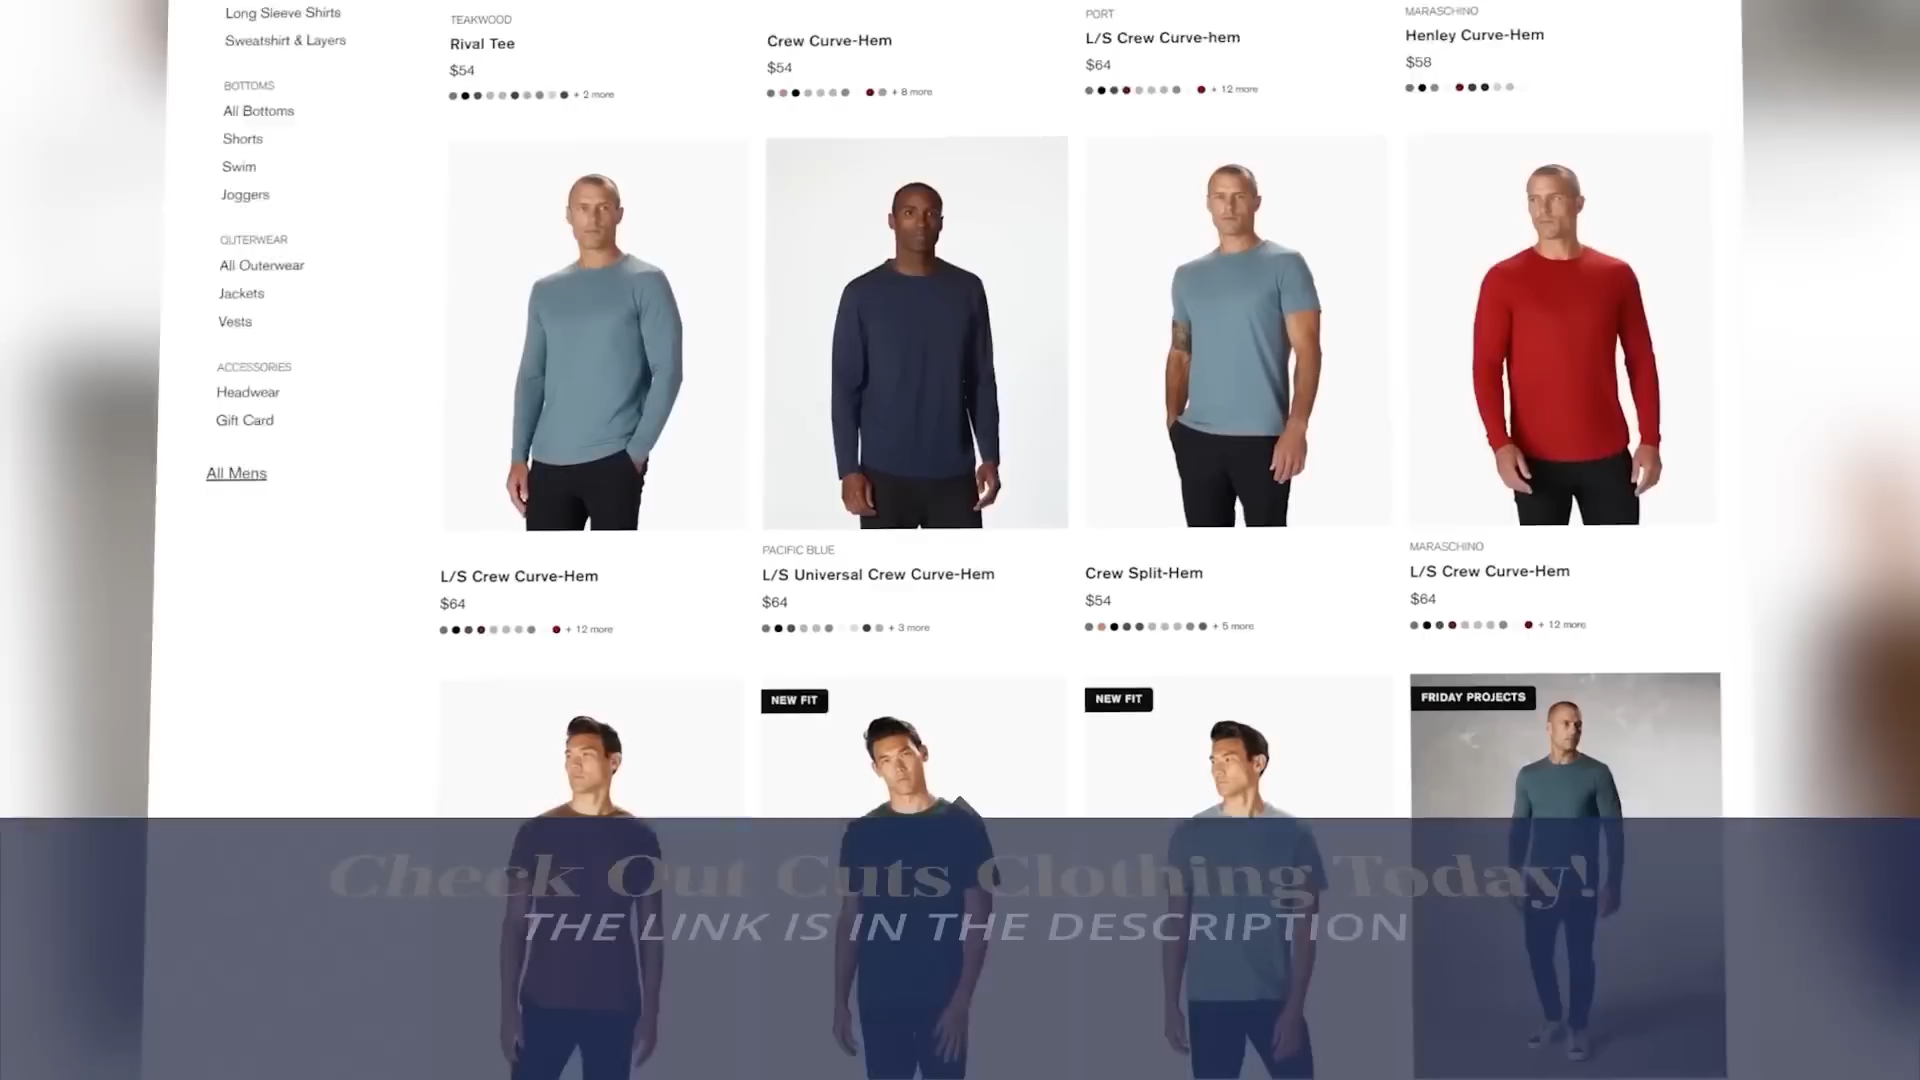 Long Sleeve Shirts
Sweatshirt & Layers
BOTTOMS
All Bottoms
Shorts
Swim
Joggers
OUTERWEAR
All Outerwear
Jackets
Vests
ACCESSORIES
Headwear
Gift Card
All Mens
TEAKWOOD
Rival Tee
$54
+ 2 more
Crew Curve-Hem
$54
+ 8 more
PORT
L/S Crew Curve-hem
$64
+ 12 more
MARASCHINO
Henley Curve-Hem
$58
L/S Crew Curve-Hem
$64
+ 12 more
PACIFIC BLUE
L/S Universal Crew Curve-Hem
$64
+ 3 more
Crew Split-Hem
$54
+ 5 more
MARASCHINO
L/S Crew Curve-Hem
$64
+ 12 more
NEW FIT
NEW FIT
FRIDAY PROJECTS
Check Out Cuts Clothing Today!
THE LINK IS IN THE DESCRIPTION